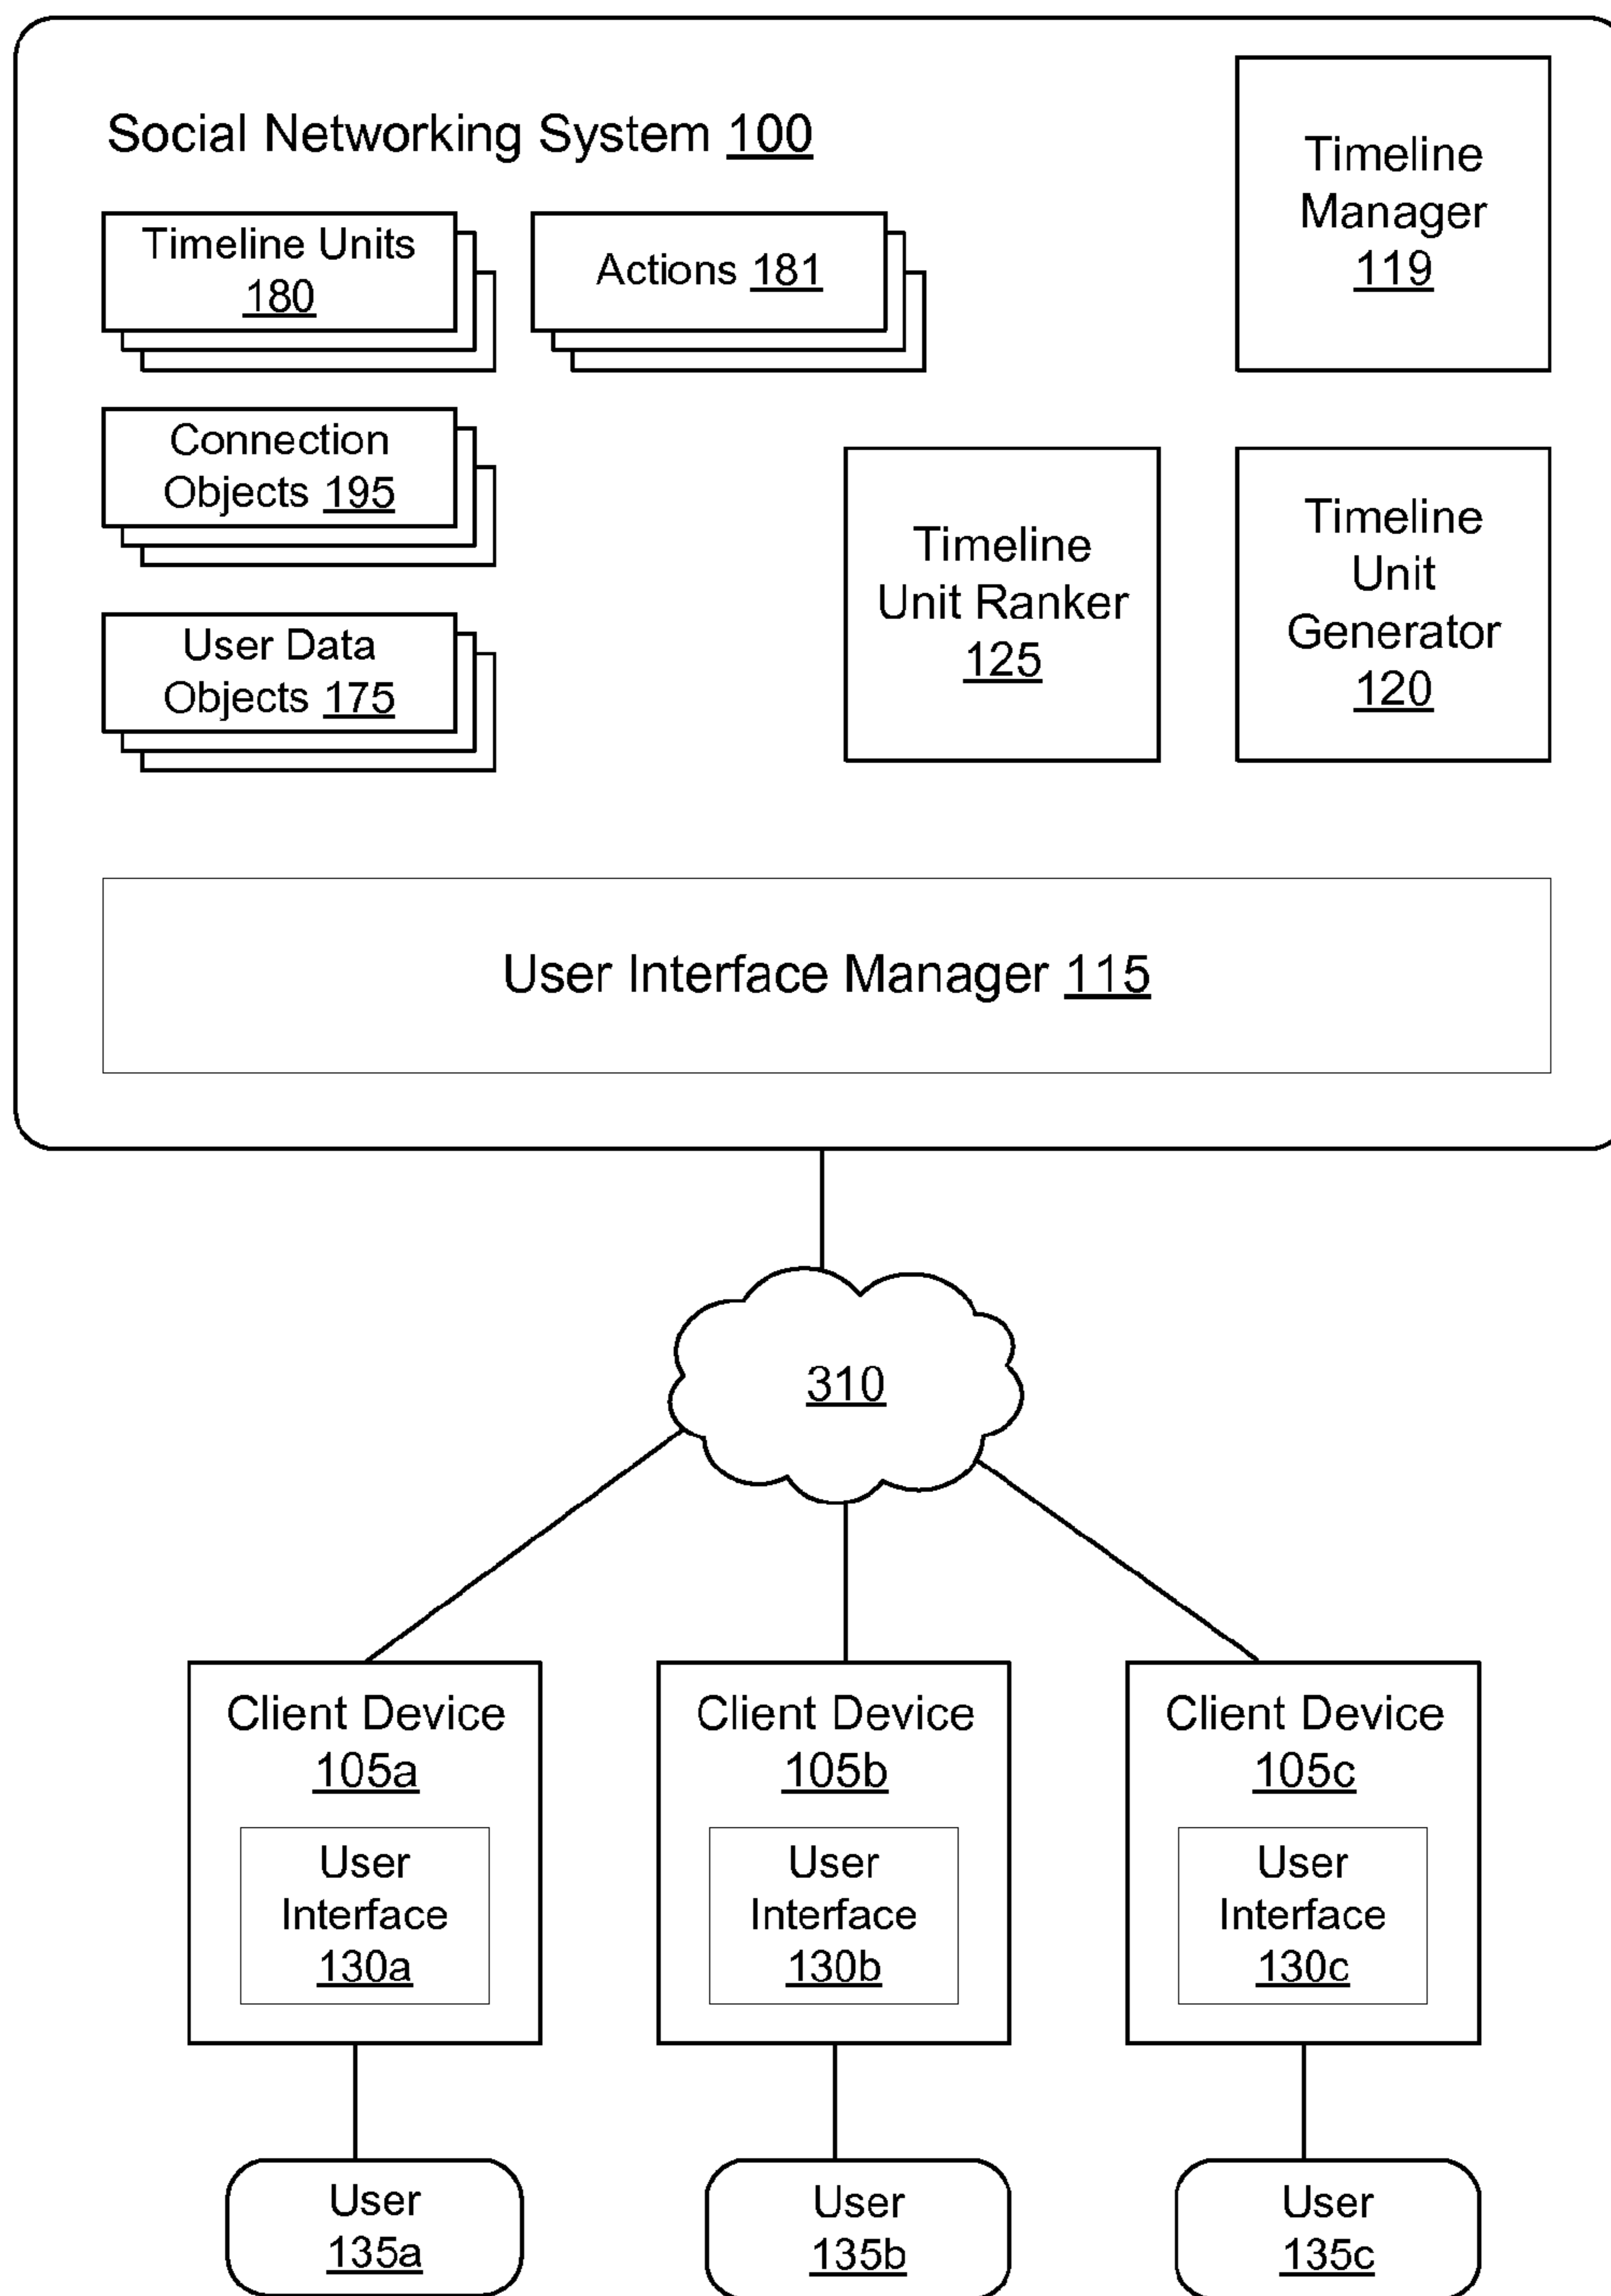 Social Networking System 100
Timeline
Manager
119
Timeline Units
180
Actions 181
Connection
Objects 195
Timeline
Unit Ranker
125
Timeline
Unit
Generator
120
User Data
Objects 175
User Interface Manager 115
310
Client Device
105a
User
Interface
130a
Client Device
105b
User
Interface
130b
Client Device
105c
User
Interface
130c
User
135a
User
135b
User
135c